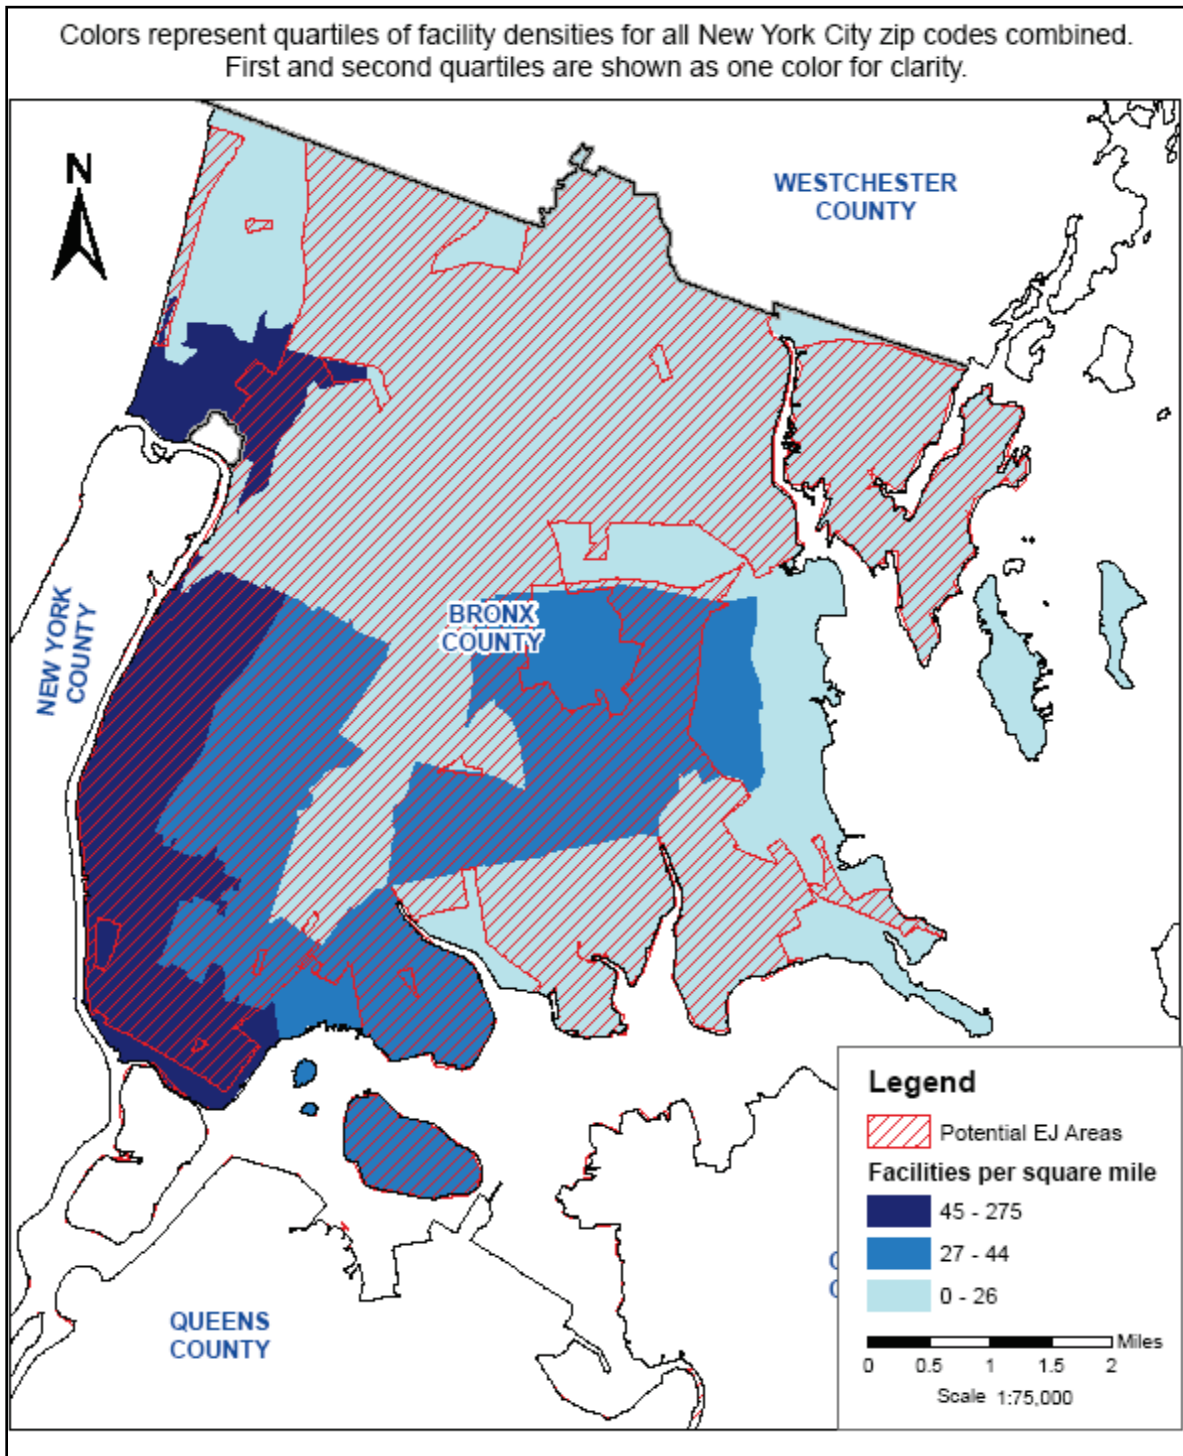 Colors represent quartiles of facility densities for all New York City zip codes combined.
First and second quartiles are shown as one color for clarity.
N
WESTCHESTER
COUNTY
NEW YORK
COUNTY
BRONX
COUNTY
QUEENS
COUNTY
Legend
Potential EJ Areas
Facilities per square mile
45 - 275
27 - 44
0 - 26
Miles
0 0.5 1 1.5 2
Scale 1:75,000